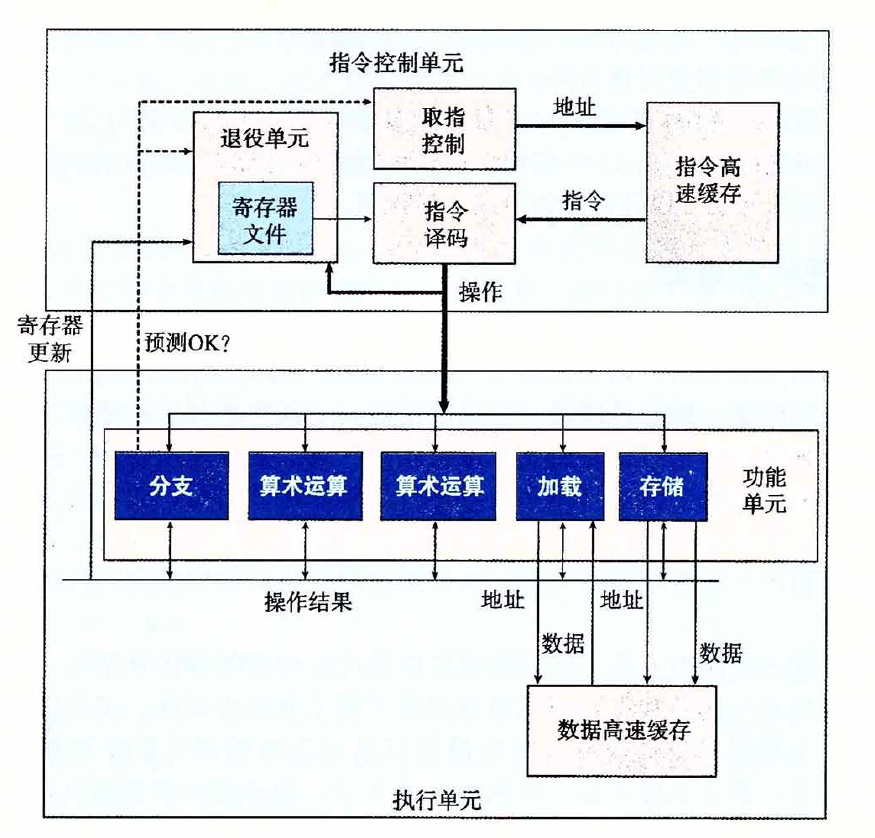 指令控制单元
取指
控制
地址
退役单元
指令高
速缓存
寄存器
文件
指令
译码
指令
操作
寄存器
更新
预测OK?
分支
算术运算
算术运算
加载
存储
功能
单元
操作结果
地址
地址
数据
数据
数据高速缓存
执行单元